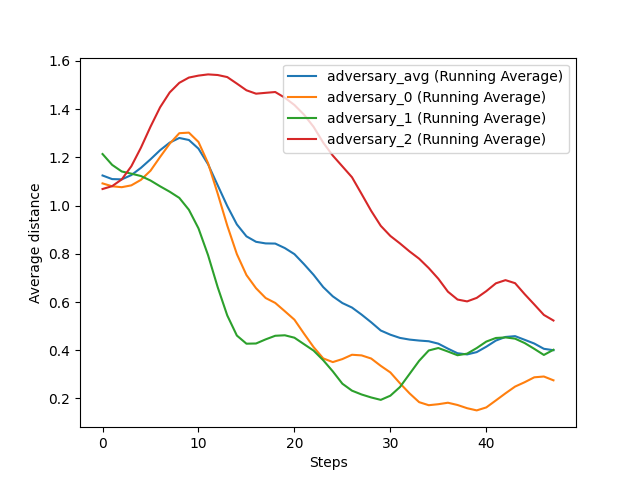 1.6
1.4
1.2
1.0
0.8
0.6
0.4
0.2
Average distance
adversary_avg (Running Average)
adversary_0 (Running Average)
adversary_1 (Running Average)
adversary_2 (Running Average)
0 10 20 30 40
Steps